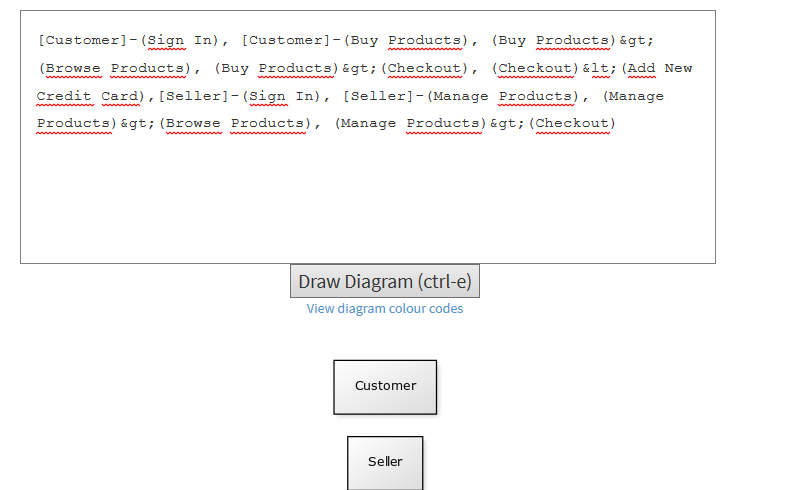 [Customer]-(Sign In), [Customer]-(Buy Products), (Buy Products)&gt;
(Browse Products), (Buy Products)&gt;(Checkout), (Checkout)&lt;(Add New
Credit Card),[Seller]-(Sign In), [Seller]-(Manage Products), (Manage
Products)&gt;(Browse Products), (Manage Products)&gt;(Checkout)
Draw Diagram (ctrl-e)
View diagram colour codes
Customer
Seller